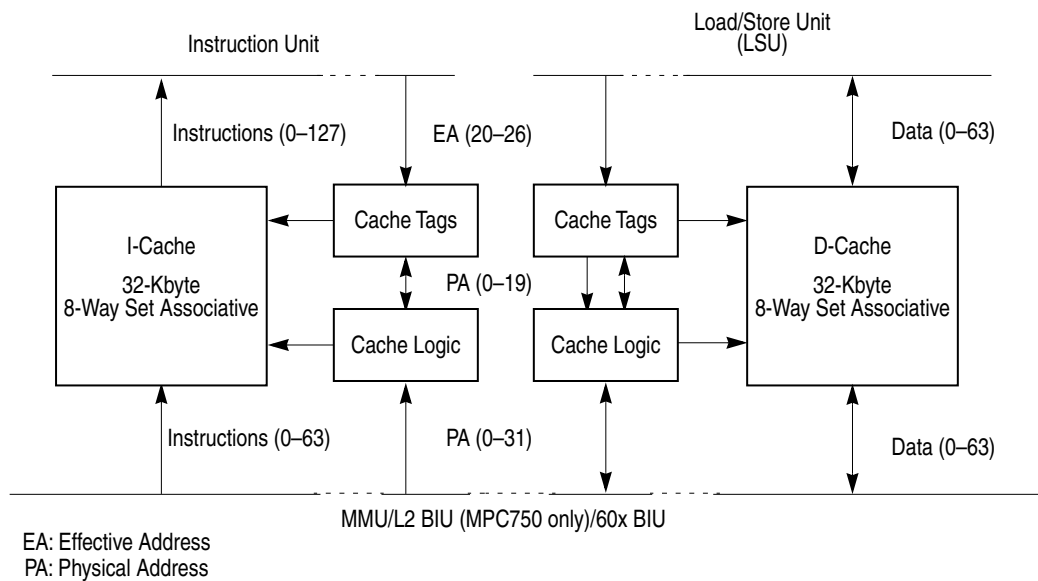 Instruction Unit
Load/Store Unit
(LSU)
Instructions (0–127)
EA (20–26)
Data (0–63)
Cache Tags
Cache Tags
I-Cache
32-Kbyte
8-Way Set Associative
PA (0–19)
D-Cache
32-Kbyte
8-Way Set Associative
Cache Logic
Cache Logic
Instructions (0–63)
PA (0–31)
Data (0–63)
MMU/L2 BIU (MPC750 only)/60x BIU
EA: Effective Address
PA: Physical Address